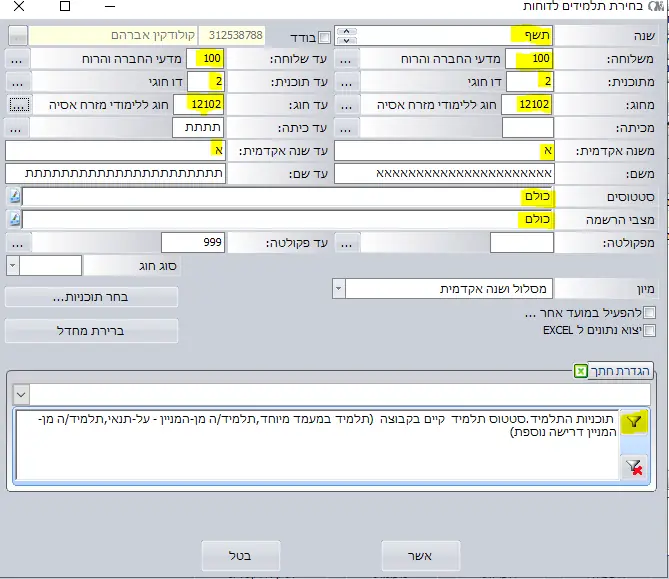 בחירת תלמידים לדוחות
שנה תשף בודד 312538788 קולודקין אברהם
משלוחה: 100 מדעי החברה והרוח ... עד שלוחה: 100 מדעי החברה והרוח ...
מתוכנית: 2 דו חוגי ... עד תוכנית: 2 דו חוגי ...
מחוג: 12102 חוג ללימודי מזרח אסיה ... עד חוג: 12102 חוג ללימודי מזרח אסיה ...
מכיתה: ... עד כיתה: תתתת ...
משנה אקדמית: א עד שנה אקדמית: א
משם: אאאאאאאאאאאאאאאאאאאאאא עד שם: תתתתתתתתתתתתתתתתתתתתתת
סטטוסים כולם
מצבי הרשמה כולם
מפקולטה: ... עד פקולטה: 999 ...
סוג חוג
מיון מסלול ושנה אקדמית
בחר תוכניות...
להפעיל במועד אחר ...
יצוא נתונים ל EXCEL
ברירת מחדל
הגדרת חתך
תוכניות התלמיד.סטטוס תלמיד קיים בקבוצה (תלמיד במעמד מיוחד,תלמיד/ה מן-המניין - על-תנאי,תלמיד/ה מן-
המניין דרישה נוספת)
אשר בטל